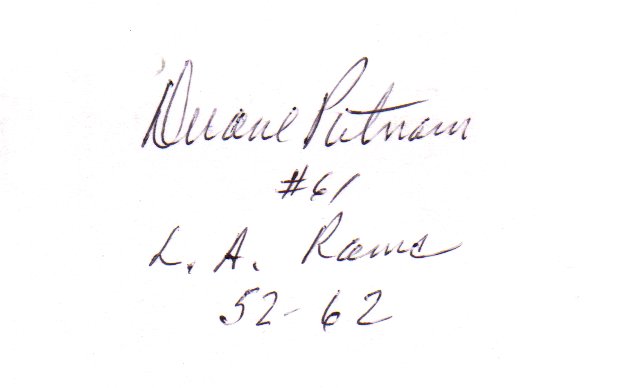 Duane Putnam
#61
L. A. Rams
52-62